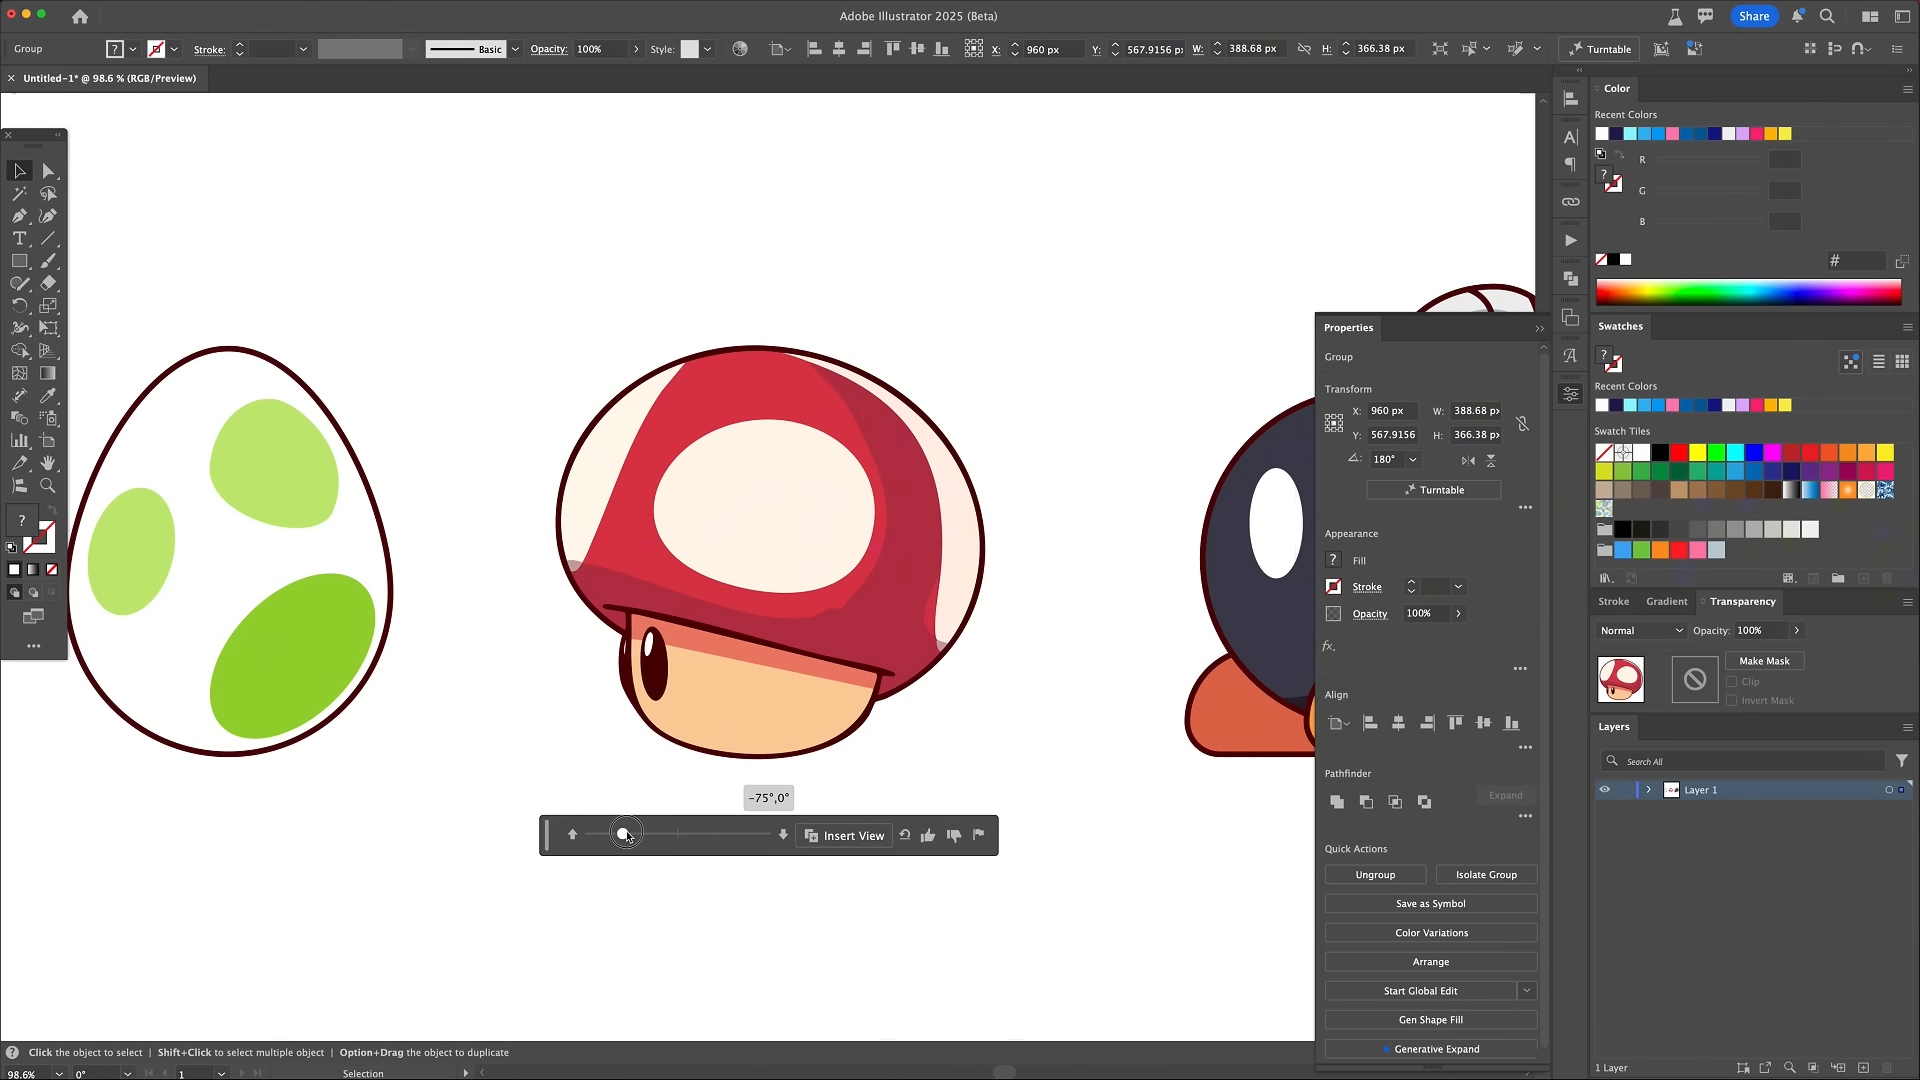 Adobe Illustrator 2025 (Beta)
Share
Group
?
Stroke:
Basic
Opacity: 100%
Style:
X: 960 px
Y: 567.9156 p
W: 388.68 px
H: 366.38 px
Turntable
× Untitled-1* @ 98.6 % (RGB/Preview)
?
-75°,0°
Insert View
Properties
Group
Transform
X: 960 px W: 388.68 p
Y: 567.9156 H: 366.38 p
180°
Turntable
Appearance
? Fill
Stroke
Opacity 100%
fx.
Align
Pathfinder
Expand
Quick Actions
Ungroup Isolate Group
Save as Symbol
Color Variations
Arrange
Start Global Edit
Gen Shape Fill
Generative Expand
Color
Recent Colors
R
?
G
B
#
Swatches
?
Recent Colors
Swatch Tiles
Stroke Gradient Transparency
Normal Opacity: 100%
Make Mask
Clip
Invert Mask
Layers
Search All
Layer 1
1 Layer
? Click the object to select | Shift+Click to select multiple object | Option+Drag the object to duplicate
98.6% 0° 1 Selection